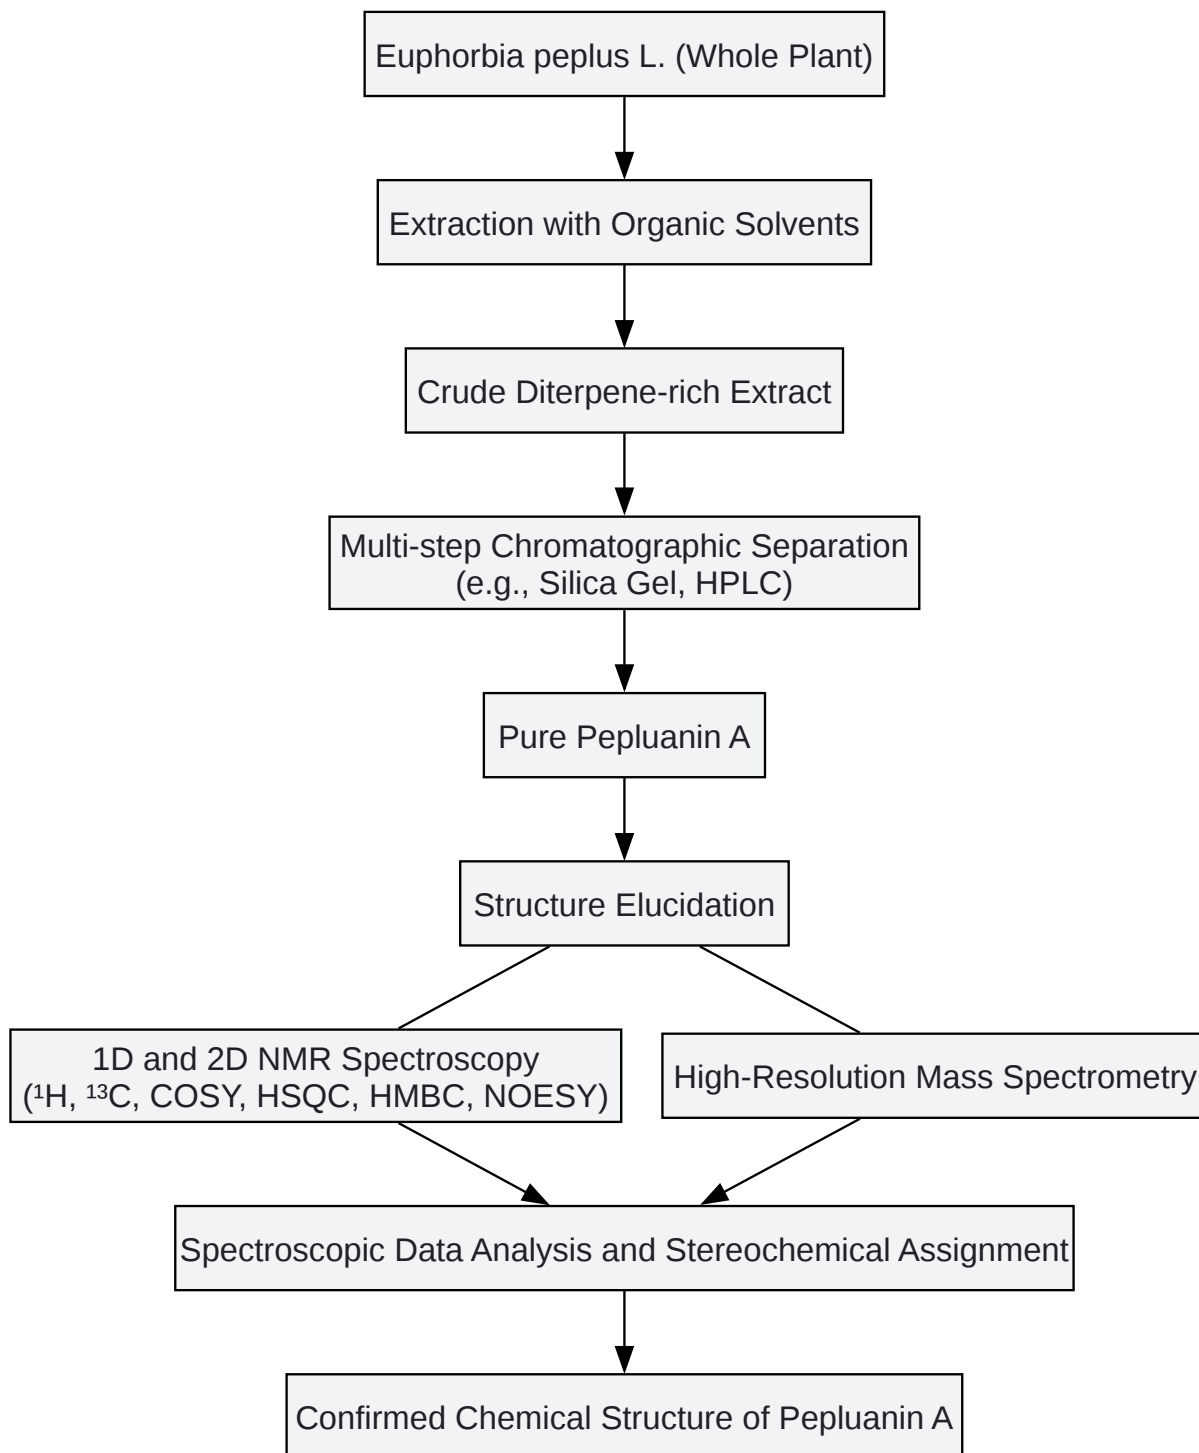 Euphorbia peplus L. (Whole Plant)
Extraction with Organic Solvents
Crude Diterpene-rich Extract
Multi-step Chromatographic Separation
(e.g., Silica Gel, HPLC)
Pure Pepluanin A
Structure Elucidation
1D and 2D NMR Spectroscopy
(¹H, ¹³C, COSY, HSQC, HMBC, NOESY)
High-Resolution Mass Spectrometry
Spectroscopic Data Analysis and Stereochemical Assignment
Confirmed Chemical Structure of Pepluanin A